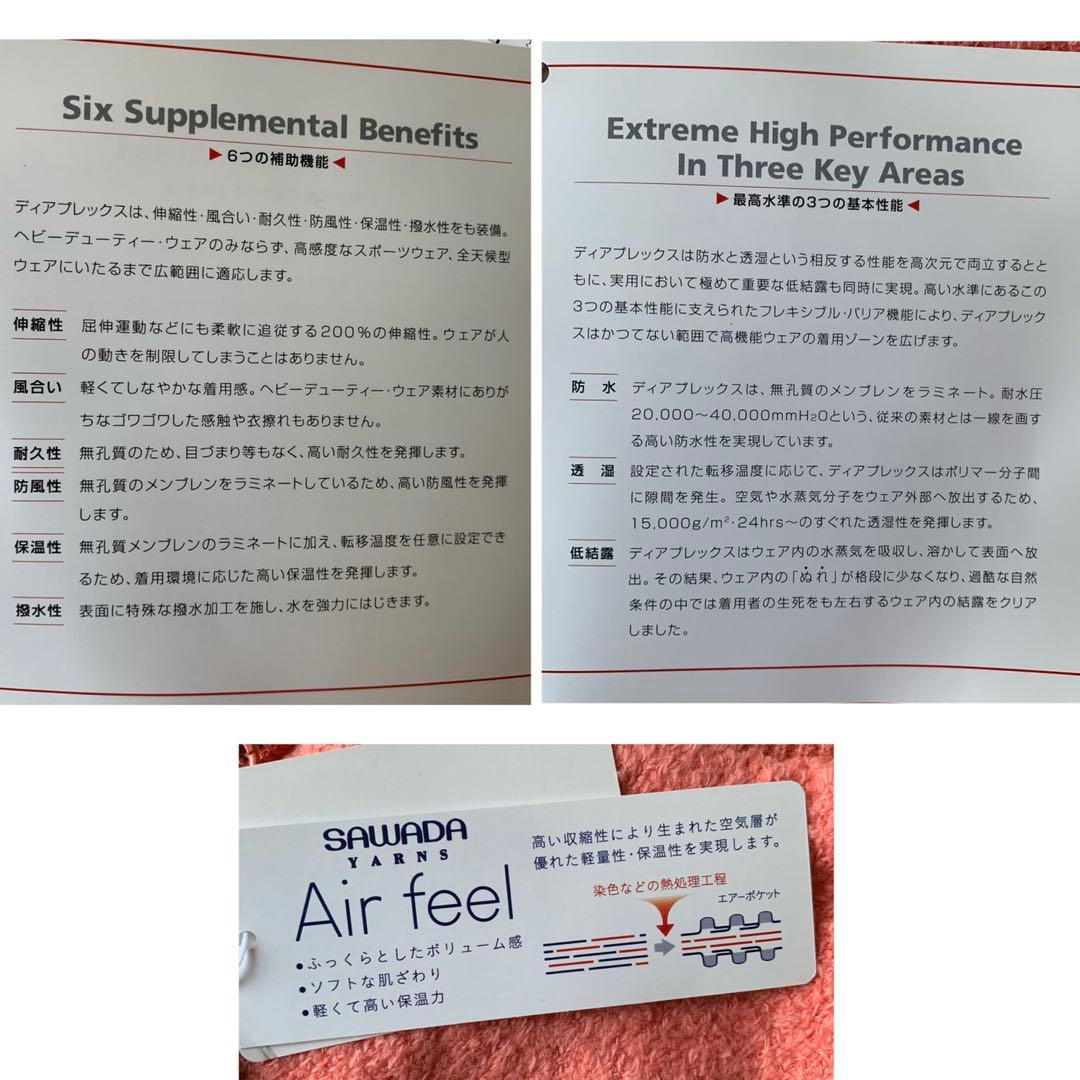 Six Supplemental Benefits
▶6つの補助機能◀
ディアプレックスは、伸縮性・風合い・耐久性・防風性・保温性・撥水性をも装備。
ヘビーデューティー・ウェアのみならず、高感度なスポーツウェア、全天候型
ウェアにいたるまで広範囲に適応します。
伸縮性 屈伸運動などにも柔軟に追従する200%の伸縮性。ウェアが人
の動きを制限してしまうことはありません。
風合い 軽くてしなやかな着用感。ヘビーデューティー・ウェア素材にありが
ちなゴワゴワした感触や衣擦れもありません。
耐久性 無孔質のため、目づまり等もなく、高い耐久性を発揮します。
防風性 無孔質のメンブレンをラミネートしているため、高い防風性を発揮
します。
保温性 無孔質メンブレンのラミネートに加え、転移温度を任意に設定でき
るため、着用環境に応じた高い保温性を発揮します。
撥水性 表面に特殊な撥水加工を施し、水を強力にはじきます。
Extreme High Performance
In Three Key Areas
▶最高水準の3つの基本性能◀
ディアプレックスは防水と透湿という相反する性能を高次元で両立するとと
もに、実用において極めて重要な低結露も同時に実現。高い水準にあるこの
3つの基本性能に支えられたフレキシブル・バリア機能により、ディアプレック
スはかつてない範囲で高機能ウェアの着用ゾーンを広げます。
防水 ディアプレックスは、無孔質のメンブレンをラミネート。耐水圧
20,000〜40,000mmH2Oという、従来の素材とは一線を画す
る高い防水性を実現しています。
透湿 設定された転移温度に応じて、ディアプレックスはポリマー分子間
に隙間を発生。空気や水蒸気分子をウェア外部へ放出するため、
15,000g/m²・24hrs〜のすぐれた透湿性を発揮します。
低結露 ディアプレックスはウェア内の水蒸気を吸収し、溶かして表面へ放
出。その結果、ウェア内の「ぬれ」が格段に少なくなり、過酷な自然
条件の中では着用者の生死をも左右するウェア内の結露をクリア
しました。
SAWADA
YARNS
Air feel
●ふっくらとしたボリューム感
●ソフトな肌ざわり
●軽くて高い保温力
高い収縮性により生まれた空気層が
優れた軽量性・保温性を実現します。
染色などの熱処理工程
エアーポケット